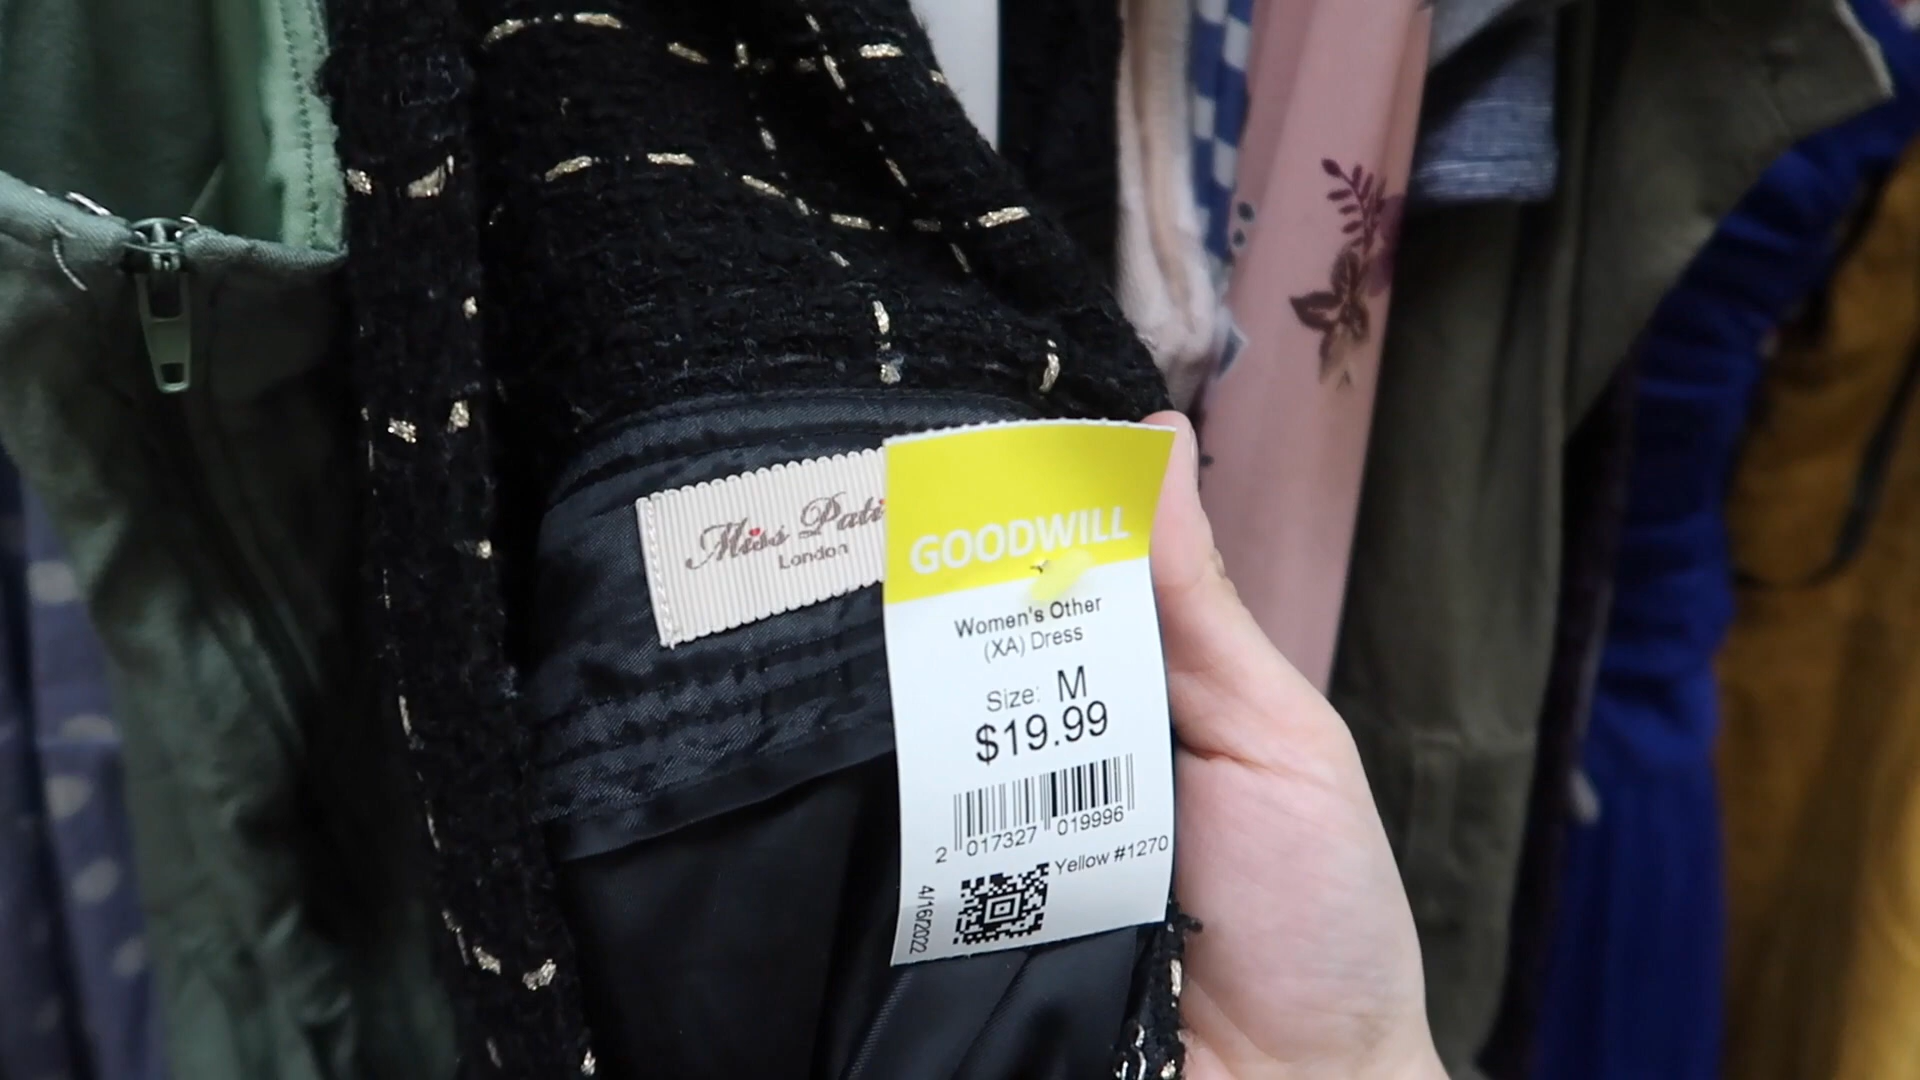 Miss Pati
London
GOODWILL
Women's Other
(XA) Dress
Size: M
$19.99
2 017327 019996
Yellow #1270
4/16/2022